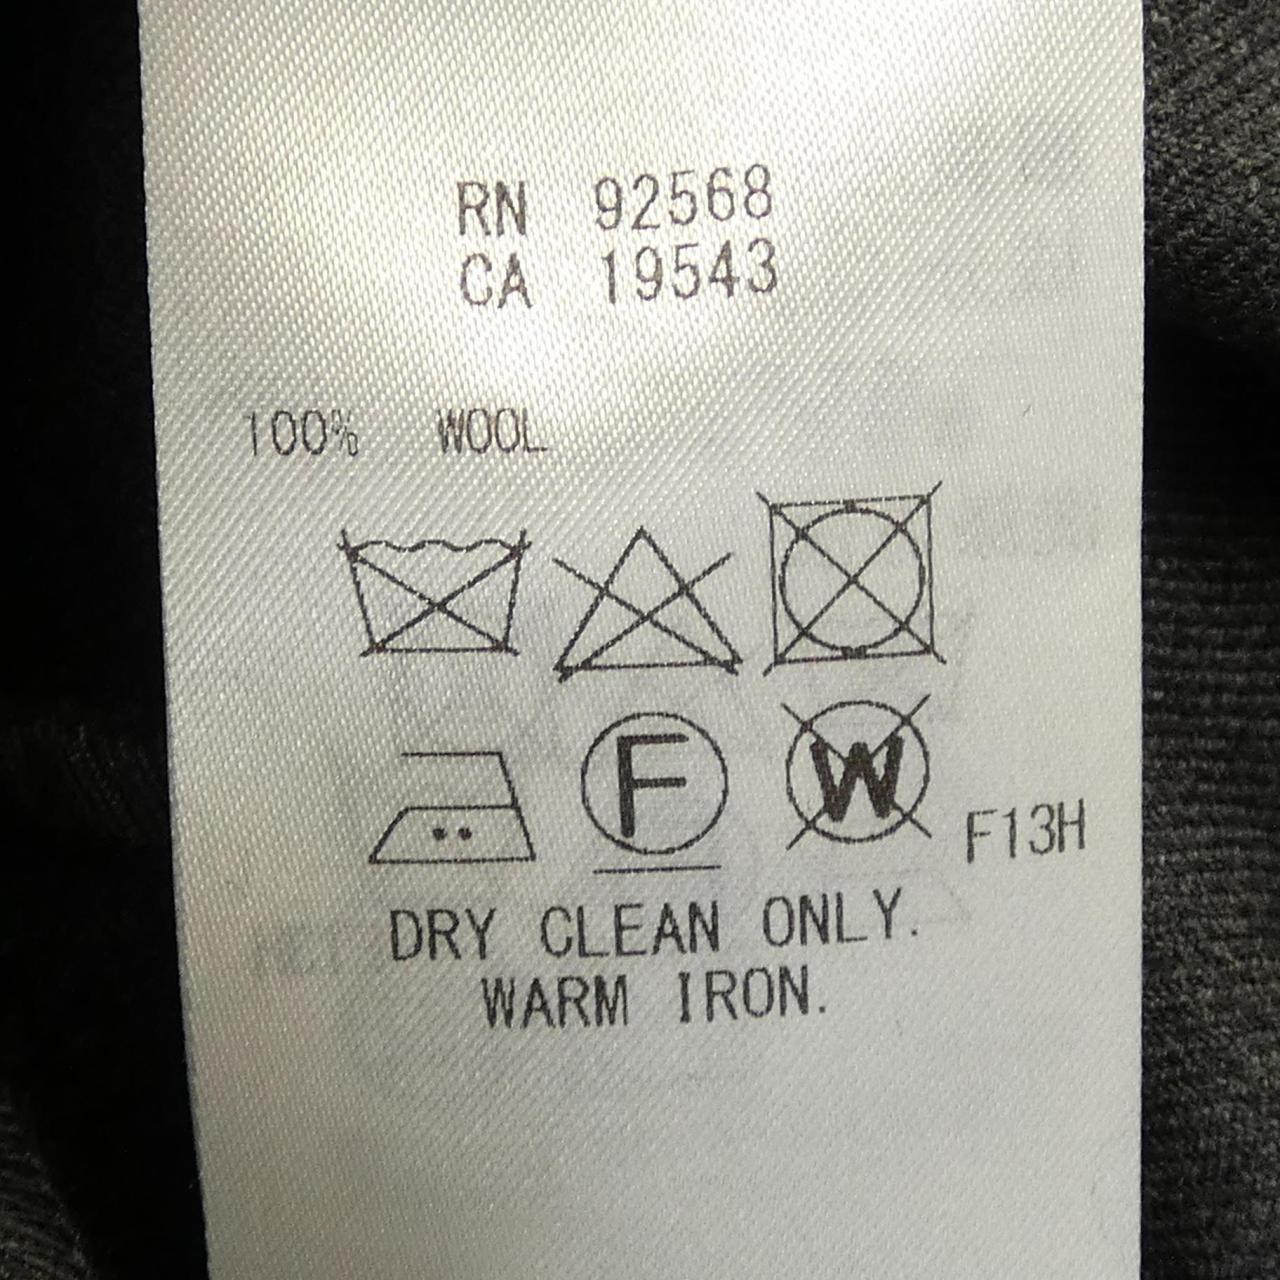 RN 92568
CA 19543
100% WOOL
F W F13H
DRY CLEAN ONLY.
WARM IRON.